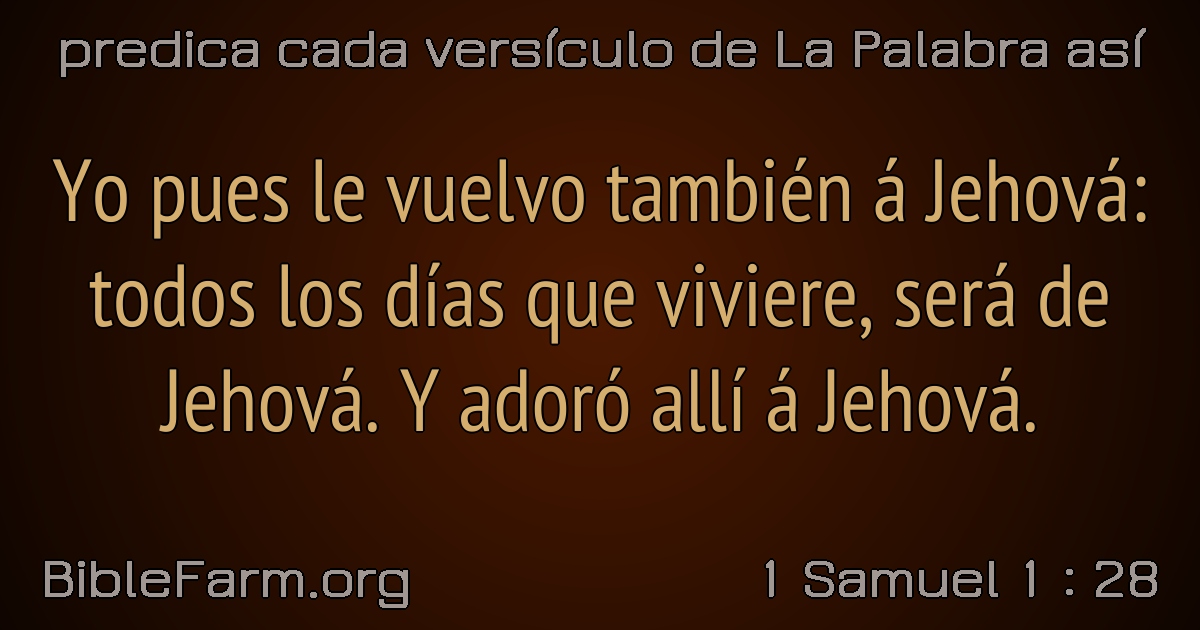 predica cada versículo de La Palabra así
Yo pues le vuelvo también á Jehová:
todos los días que viviere, será de
Jehová. Y adoró allí á Jehová.
BibleFarm.org
1 Samuel 1 : 28